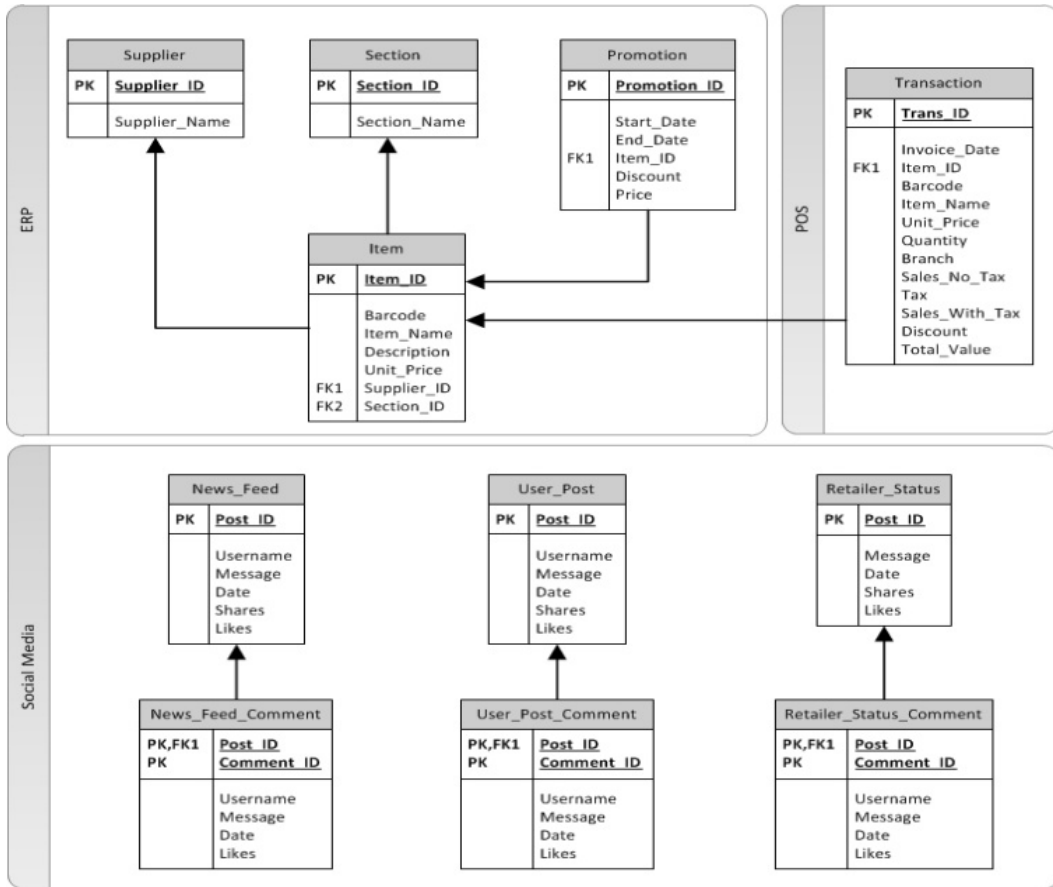 ERP
Supplier
PK Supplier_ID
Supplier_Name
Section
PK Section_ID
Section_Name
Promotion
PK Promotion_ID
Start_Date
End_Date
FK1 Item_ID
Discount
Price
Item
PK Item_ID
Barcode
Item_Name
Description
Unit_Price
FK1 Supplier_ID
FK2 Section_ID
POS
Transaction
PK Trans_ID
Invoice_Date
FK1 Item_ID
Barcode
Item_Name
Unit_Price
Quantity
Branch
Sales_No_Tax
Tax
Sales_With_Tax
Discount
Total_Value
Social Media
News_Feed
PK Post_ID
Username
Message
Date
Shares
Likes
User_Post
PK Post_ID
Username
Message
Date
Shares
Likes
Retailer_Status
PK Post_ID
Message
Date
Shares
Likes
News_Feed_Comment
PK,FK1 Post_ID
PK Comment_ID
Username
Message
Date
Likes
User_Post_Comment
PK,FK1 Post_ID
PK Comment_ID
Username
Message
Date
Likes
Retailer_Status_Comment
PK,FK1 Post_ID
PK Comment_ID
Username
Message
Date
Likes